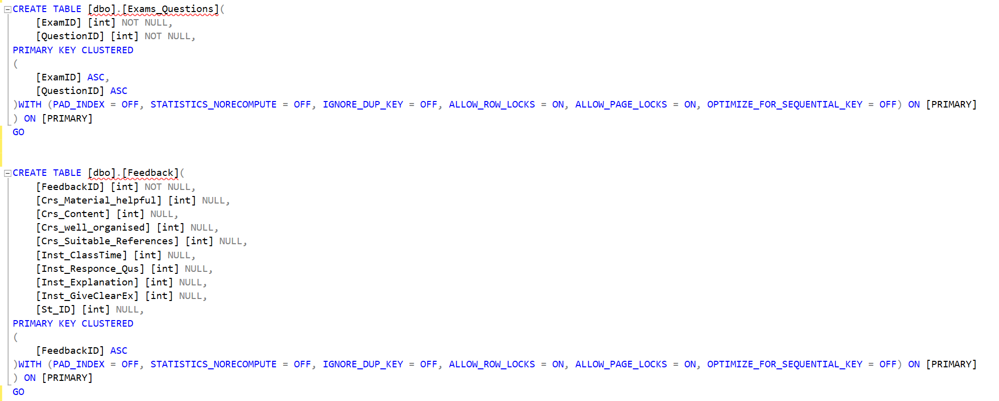 CREATE TABLE [dbo].[Exams_Questions](
    [ExamID] [int] NOT NULL,
    [QuestionID] [int] NOT NULL,
PRIMARY KEY CLUSTERED
(
    [ExamID] ASC,
    [QuestionID] ASC
)WITH (PAD_INDEX = OFF, STATISTICS_NORECOMPUTE = OFF, IGNORE_DUP_KEY = OFF, ALLOW_ROW_LOCKS = ON, ALLOW_PAGE_LOCKS = ON, OPTIMIZE_FOR_SEQUENTIAL_KEY = OFF) ON [PRIMARY]
) ON [PRIMARY]
GO
CREATE TABLE [dbo].[Feedback](
    [FeedbackID] [int] NOT NULL,
    [Crs_Material_helpful] [int] NULL,
    [Crs_Content] [int] NULL,
    [Crs_well_organised] [int] NULL,
    [Crs_Suitable_References] [int] NULL,
    [Inst_ClassTime] [int] NULL,
    [Inst_Responce_Qus] [int] NULL,
    [Inst_Explanation] [int] NULL,
    [Inst_GiveClearEx] [int] NULL,
    [St_ID] [int] NULL,
PRIMARY KEY CLUSTERED
(
    [FeedbackID] ASC
)WITH (PAD_INDEX = OFF, STATISTICS_NORECOMPUTE = OFF, IGNORE_DUP_KEY = OFF, ALLOW_ROW_LOCKS = ON, ALLOW_PAGE_LOCKS = ON, OPTIMIZE_FOR_SEQUENTIAL_KEY = OFF) ON [PRIMARY]
) ON [PRIMARY]
GO